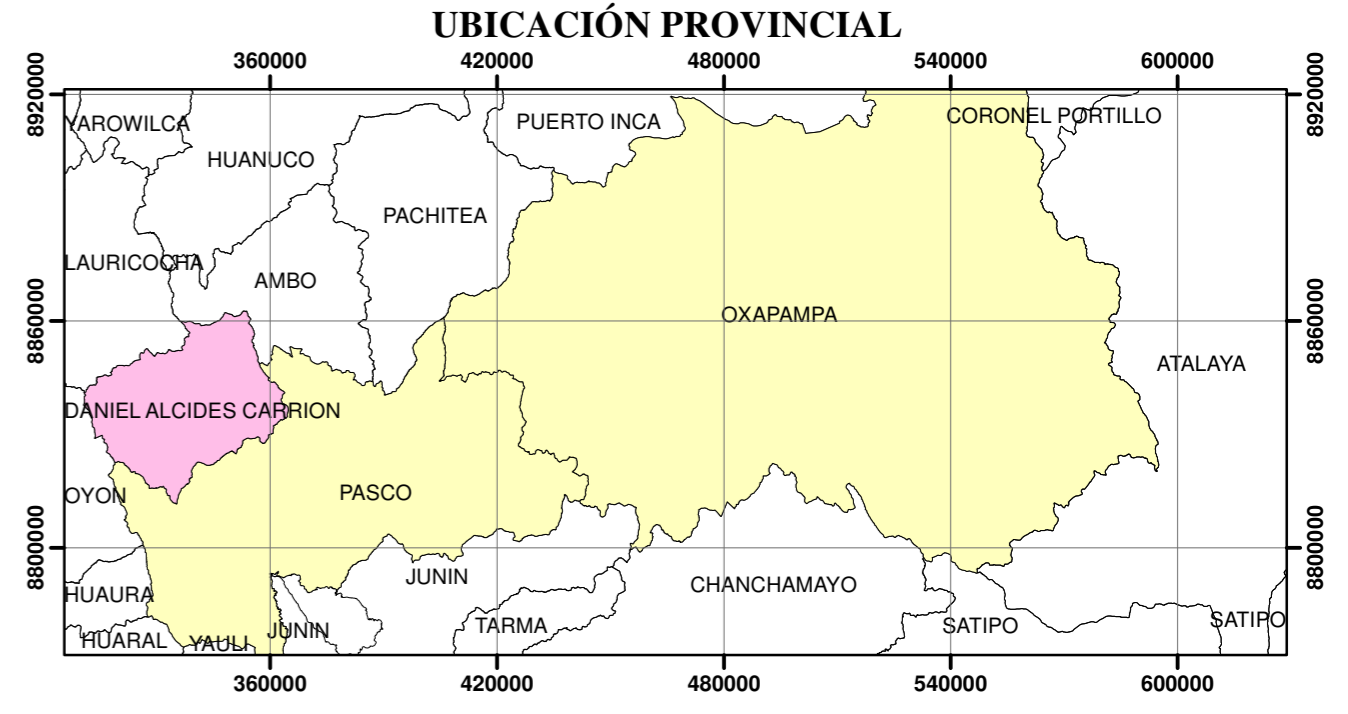 UBICACIÓN PROVINCIAL
360000 420000 480000 540000 600000
8920000 8920000
YAROWILCA PUERTO INCA CORONEL PORTILLO
HUANUCO
PACHITEA
LAURICOCHA
AMBO
OXAPAMPA
8860000 8860000
ATALAYA
DANIEL ALCIDES CARRION
OYON PASCO
8800000 8800000
JUNIN
CHANCHAMAYO
HUAURA
TARMA SATIPO SATIPO
JUNIN
HUARAL YAULI
360000 420000 480000 540000 600000